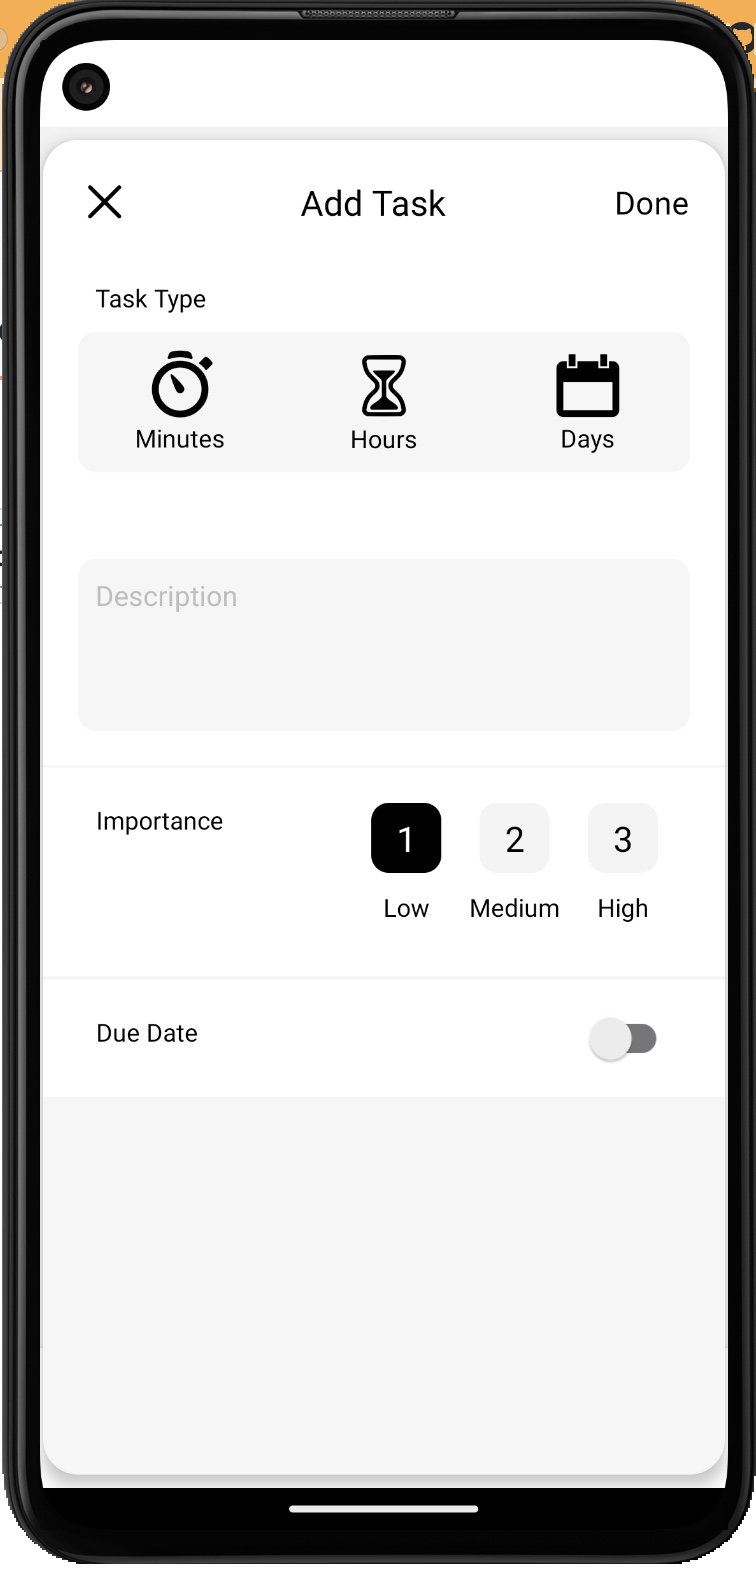 Add Task
Done
Task Type
Minutes
Hours
Days
Description
Importance
1
2
3
Low
Medium
High
Due Date